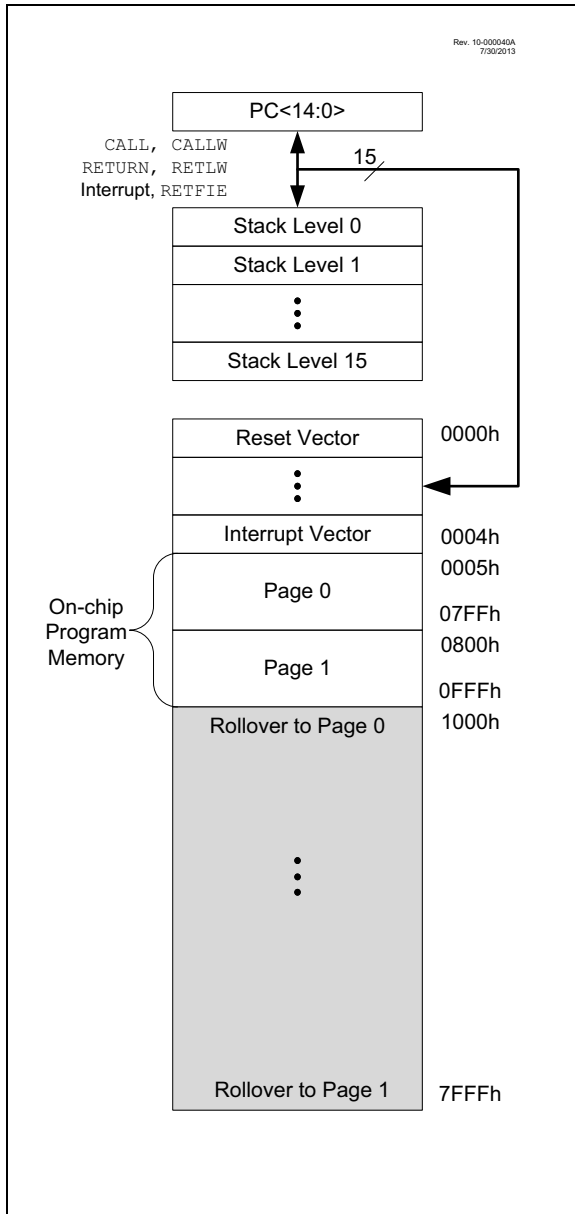 Rev. 10-000040A
7/30/2013
PC<14:0>
CALL, CALLW
RETURN, RETLW
Interrupt, RETFIE
15
Stack Level 0
Stack Level 1
Stack Level 15
Reset Vector
0000h
Interrupt Vector
0004h
0005h
Page 0
On-chip
Program
Memory
07FFh
0800h
Page 1
0FFFh
Rollover to Page 0
1000h
Rollover to Page 1
7FFFh